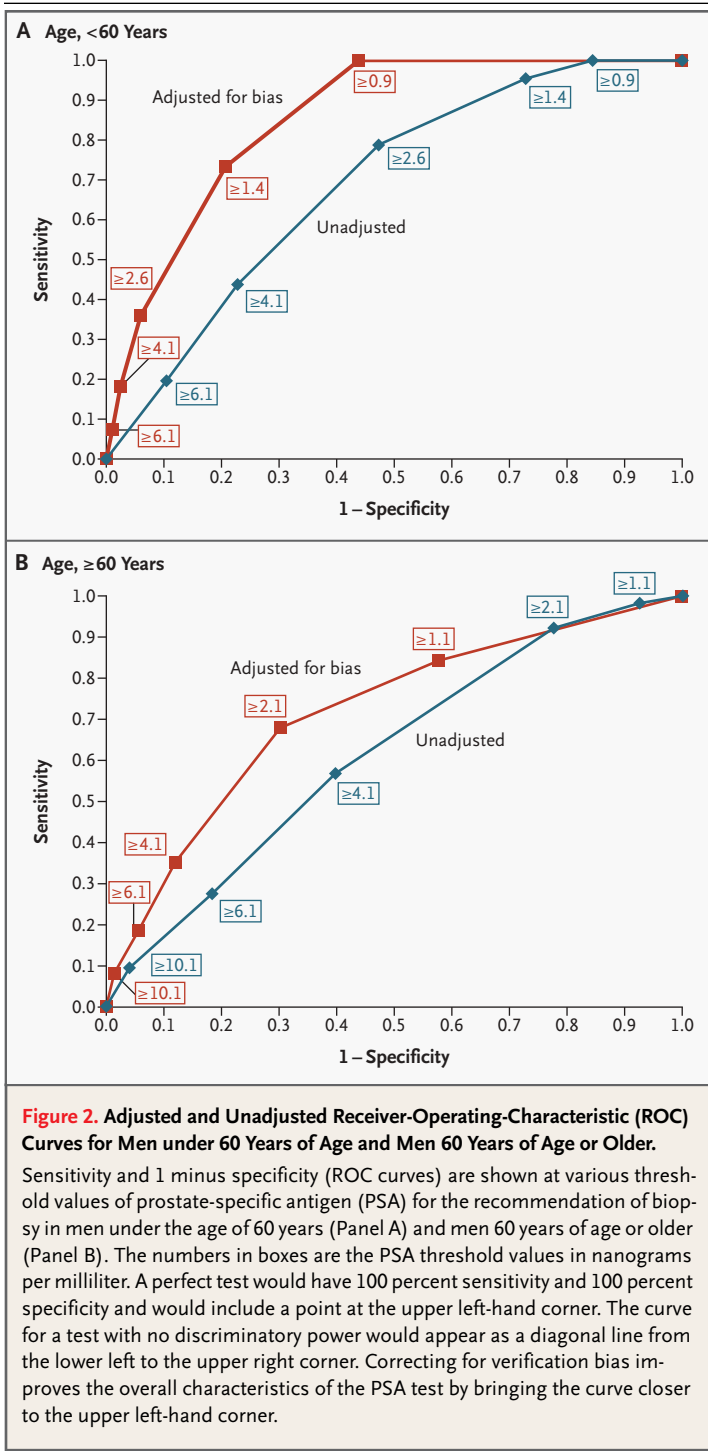 A Age, <60 Years
1.0
0.9
0.8
0.7
0.6
0.5
0.4
0.3
0.2
0.1
0.0
Sensitivity
Adjusted for bias
Unadjusted
≥0.9
≥0.9
≥1.4
≥1.4
≥2.6
≥2.6
≥4.1
≥4.1
≥6.1
≥6.1
0.0 0.1 0.2 0.3 0.4 0.5 0.6 0.7 0.8 0.9 1.0
1 – Specificity
B Age, ≥60 Years
1.0
0.9
0.8
0.7
0.6
0.5
0.4
0.3
0.2
0.1
0.0
Sensitivity
Adjusted for bias
Unadjusted
≥1.1
≥2.1
≥1.1
≥2.1
≥4.1
≥4.1
≥6.1
≥6.1
≥10.1
≥10.1
0.0 0.1 0.2 0.3 0.4 0.5 0.6 0.7 0.8 0.9 1.0
1 – Specificity
Figure 2. Adjusted and Unadjusted Receiver-Operating-Characteristic (ROC)
Curves for Men under 60 Years of Age and Men 60 Years of Age or Older.
Sensitivity and 1 minus specificity (ROC curves) are shown at various thresh-
old values of prostate-specific antigen (PSA) for the recommendation of biop-
sy in men under the age of 60 years (Panel A) and men 60 years of age or older
(Panel B). The numbers in boxes are the PSA threshold values in nanograms
per milliliter. A perfect test would have 100 percent sensitivity and 100 percent
specificity and would include a point at the upper left-hand corner. The curve
for a test with no discriminatory power would appear as a diagonal line from
the lower left to the upper right corner. Correcting for verification bias im-
proves the overall characteristics of the PSA test by bringing the curve closer
to the upper left-hand corner.